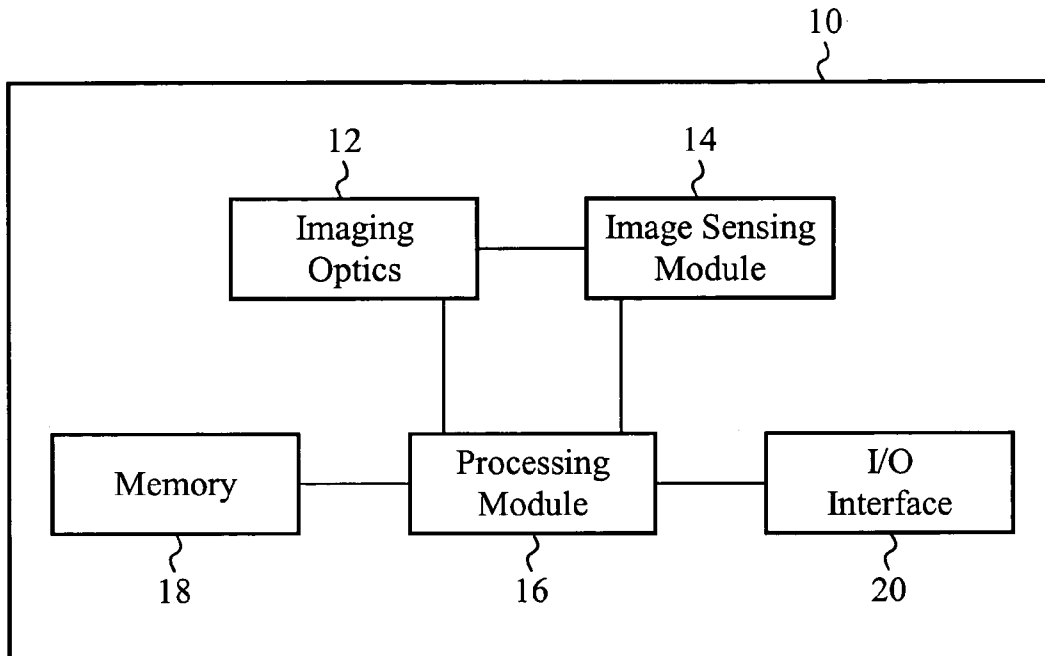 10
12
14
Imaging
Optics
Image Sensing
Module
Memory
Processing
Module
I/O
Interface
18
16
20